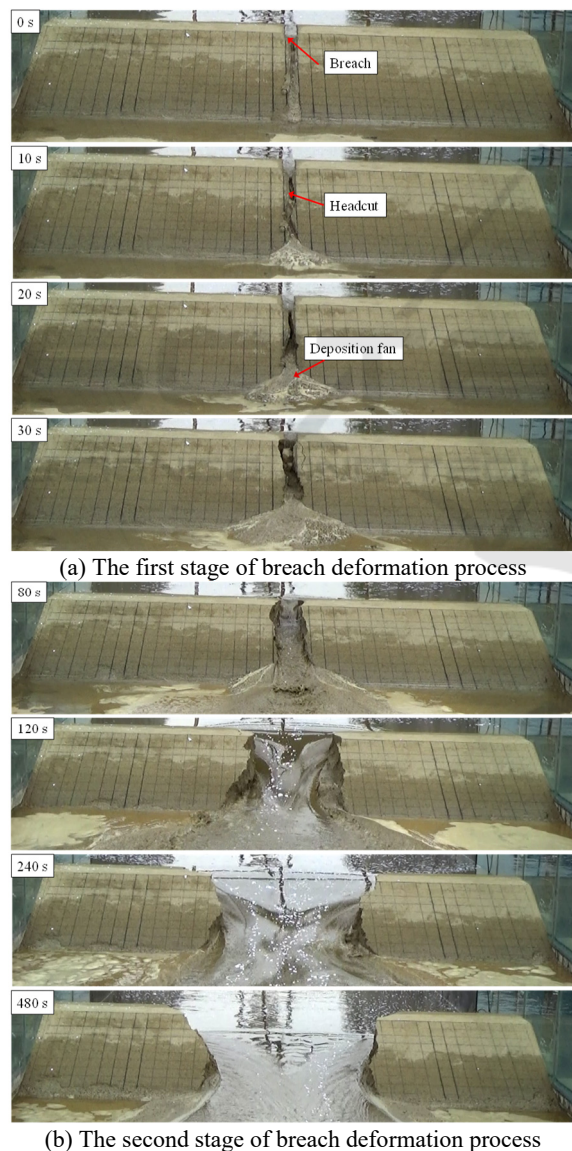 0 s
Breach
10 s
Headcut
20 s
Deposition fan
30 s
(a) The first stage of breach deformation process
80 s
120 s
240 s
480 s
(b) The second stage of breach deformation process